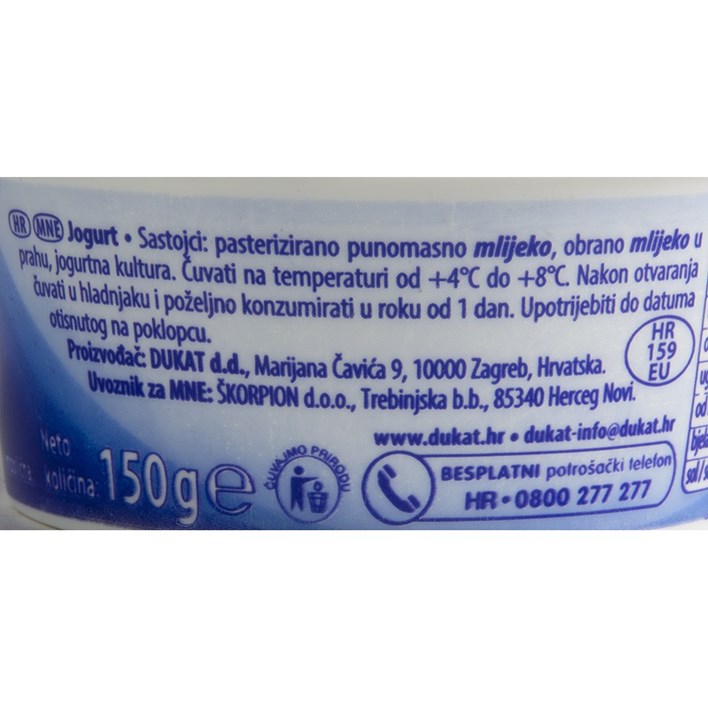 HR MNE Jogurt • Sastojci: pasterizirano punomasno mlijeko, obrano mlijeko u
prahu, jogurtna kultura. Čuvati na temperaturi od +4°C do +8°C. Nakon otvaranja
čuvati u hladnjaku i poželjno konzumirati u roku od 1 dan. Upotrijebiti do datuma
otisnutog na poklopcu.
Proizvođač: DUKAT d.d., Marijana Čavića 9, 10000 Zagreb, Hrvatska.
Uvoznik za MNE: ŠKORPION d.o.o., Trebinjska b.b., 85340 Herceg Novi.
HR
159
EU
www.dukat.hr • dukat-info@dukat.hr
Neto
količina:
150g e
ČUVAJMO PRIRODU
BESPLATNI potrošački telefon
HR • 0800 277 277
od